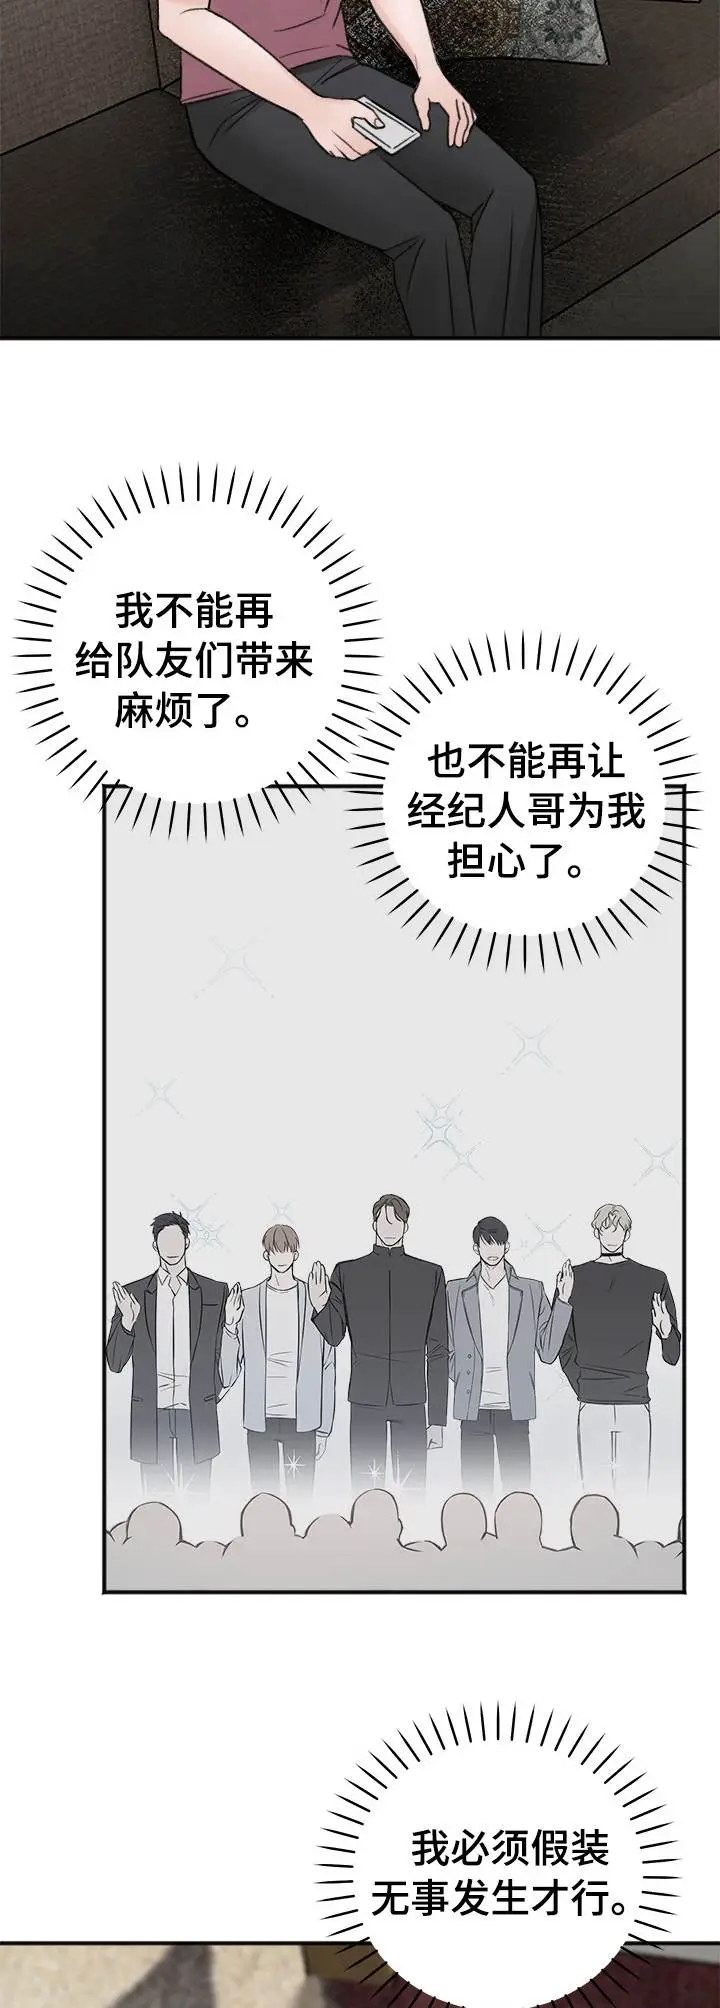 我不能再
给队友们带来
麻烦了。
也不能再让
经纪人哥为我
担心了。
我必须假装
无事发生才行。